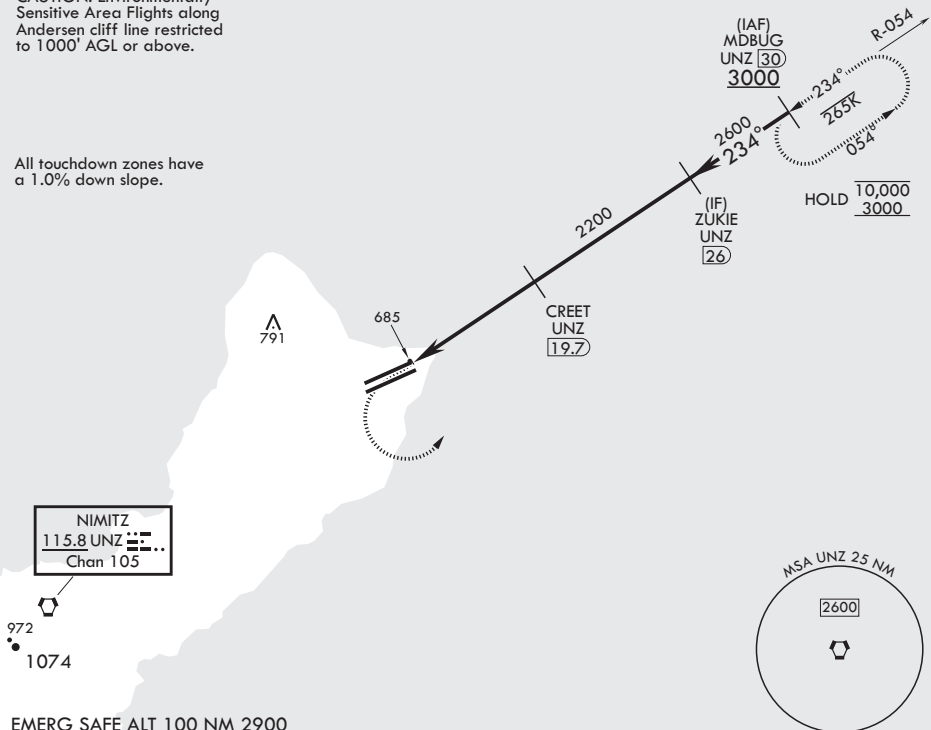 Sensitive Area Flights along
Andersen cliff line restricted
to 1000' AGL or above.
All touchdown zones have
a 1.0% down slope.
(IAF)
MDBUG
UNZ 30
3000
R-054
234°
265K
054°
HOLD 10,000
3000
2600
234°
(IF)
ZUKIE
UNZ
26
2200
CREET
UNZ
19.7
685
791
NIMITZ
115.8 UNZ
Chan 105
972
1074
MSA UNZ 25 NM
2600
EMERG SAFE ALT 100 NM 2900